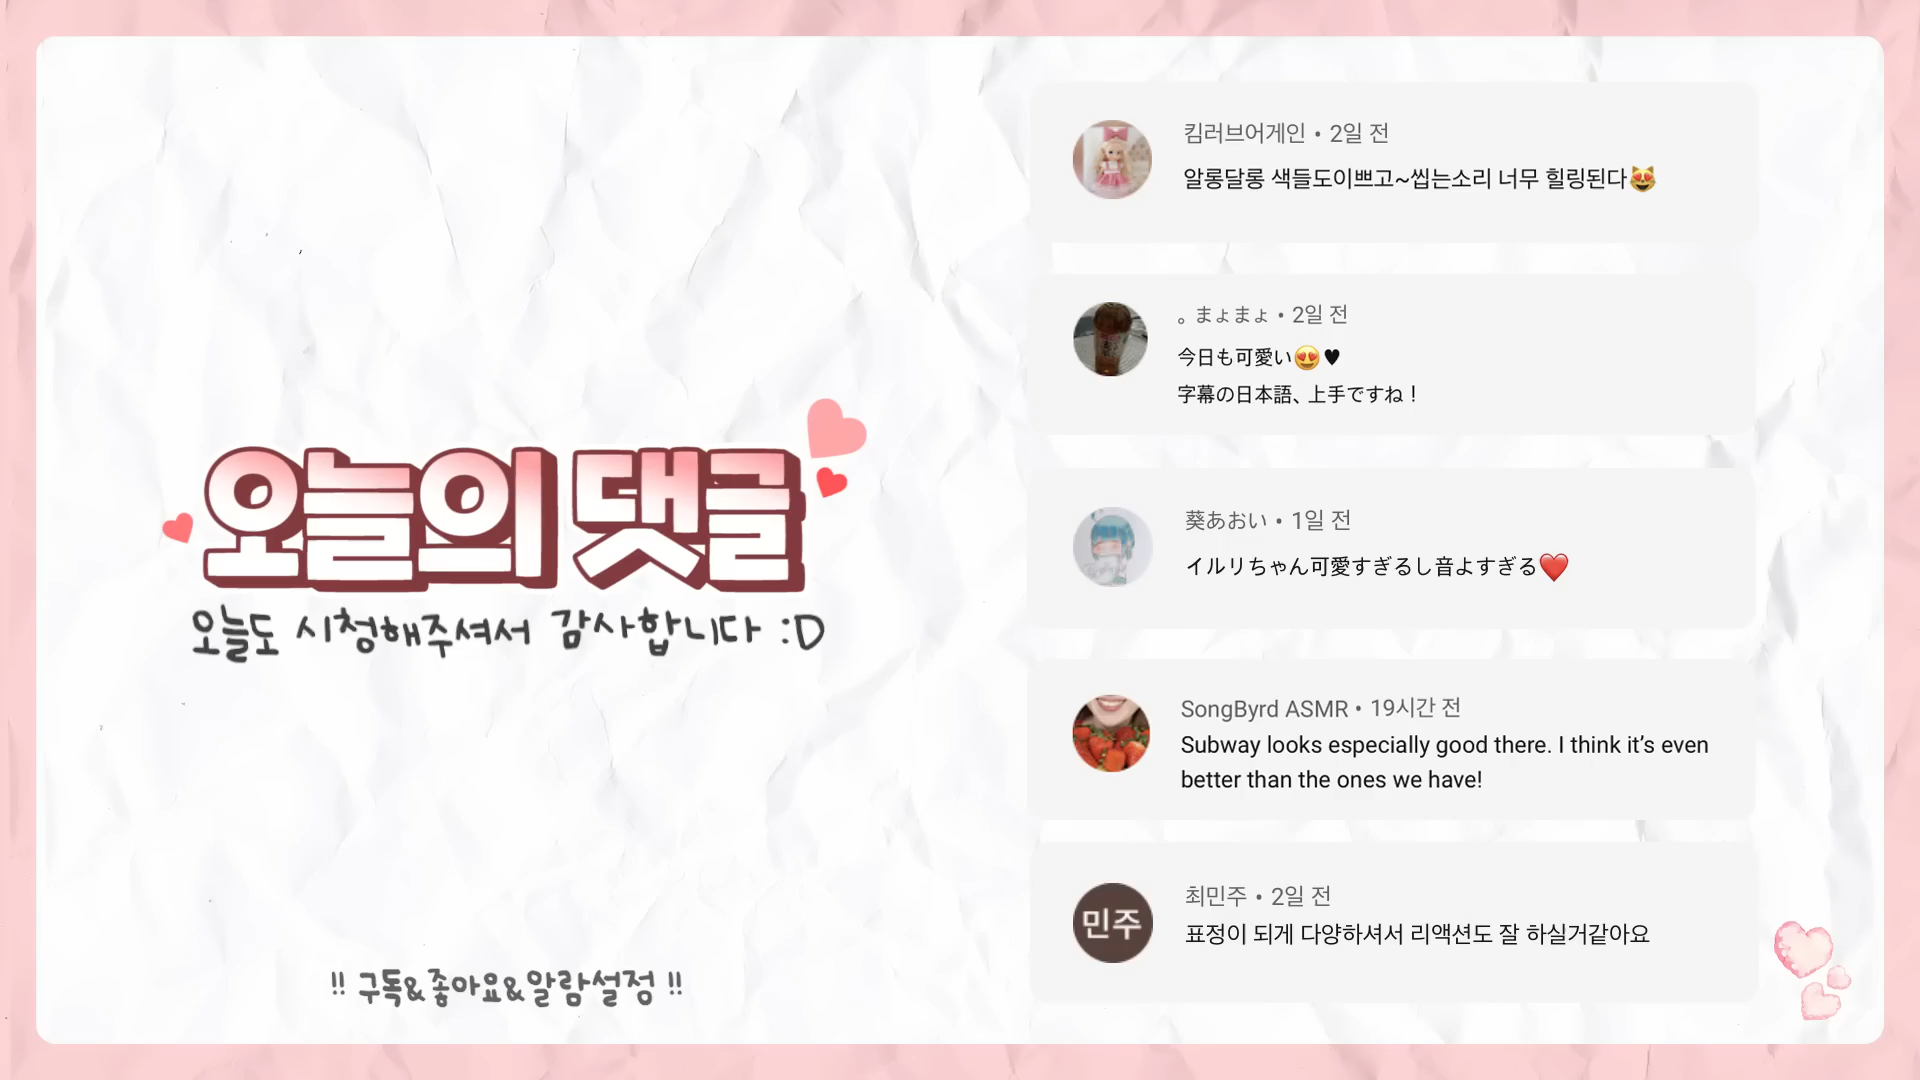 오늘의 댓글
오늘도 시청해주셔서 감사합니다 :D
!! 구독&좋아요&알람설정 !!
킴러브어게인 • 2일 전
알롱달롱 색들도이쁘고~씹는소리 너무 힐링된다😻
。まょまょ • 2일 전
今日も可愛い😍♥
字幕の日本語、上手ですね！
葵あおい • 1일 전
イルリちゃん可愛すぎるし音よすぎる❤️
SongByrd ASMR • 19시간 전
Subway looks especially good there. I think it’s even
better than the ones we have!
민주
최민주 • 2일 전
표정이 되게 다양하셔서 리액션도 잘 하실거같아요